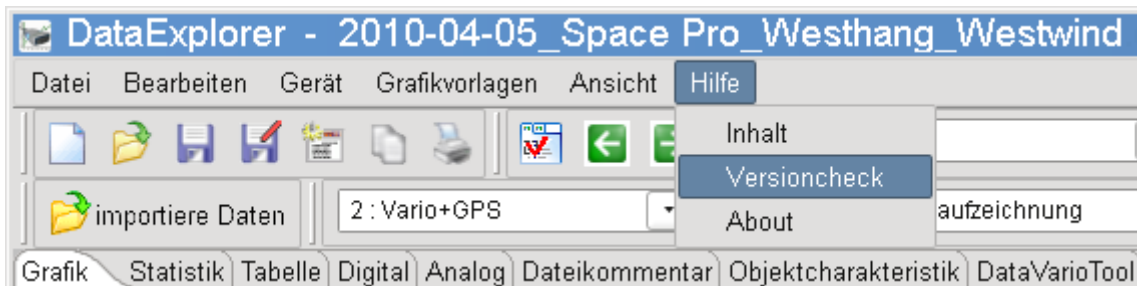 DataExplorer - 2010-04-05_Space Pro_Westhang_Westwind
Datei Bearbeiten Gerät Grafikvorlagen Ansicht Hilfe
Inhalt
Versioncheck
importiere Daten 2 : Vario+GPS About aufzeichnung
Grafik Statistik Tabelle Digital Analog Dateikommentar Objektcharakteristik DataVarioTool